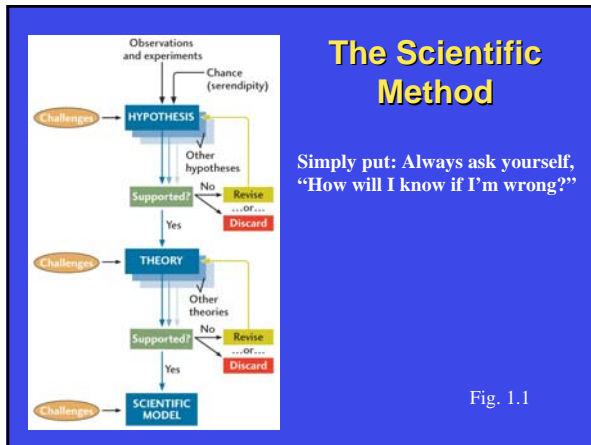 The Scientific
Method
Simply put: Always ask yourself,
“How will I know if I’m wrong?”
Observations
and experiments
Chance
(serendipity)
Challenges
HYPOTHESIS
Other
hypotheses
Supported?
No
Revise
...or...
Discard
Yes
Challenges
THEORY
Other
theories
Supported?
No
Revise
...or...
Discard
Yes
Challenges
SCIENTIFIC
MODEL
Fig. 1.1